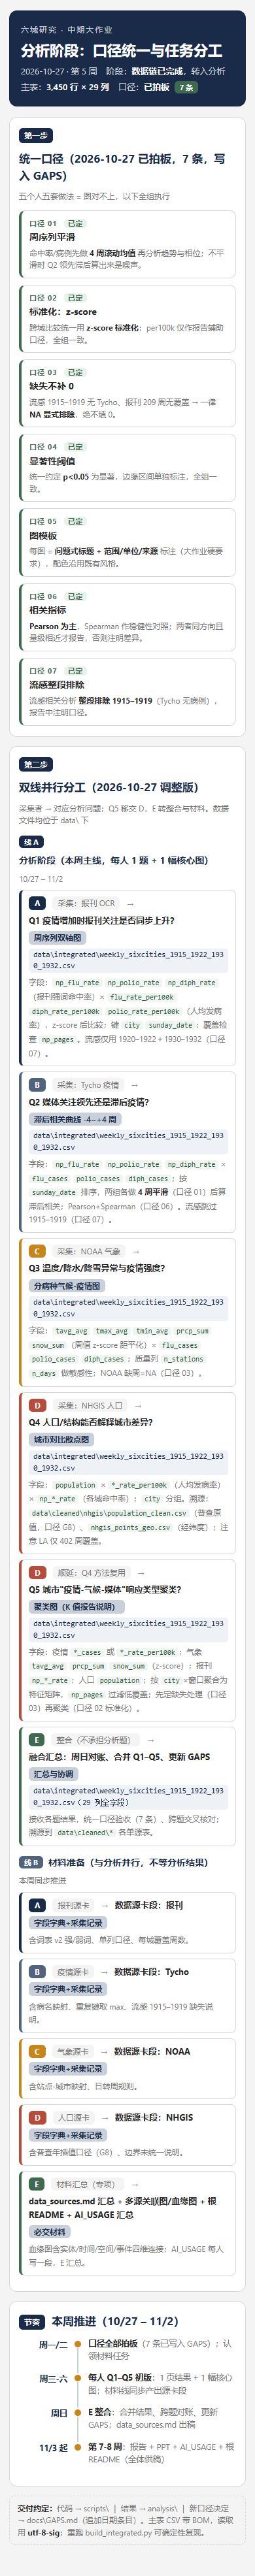 六城研究 · 中期大作业
分析阶段：口径统一与任务分工
2026-10-27 · 第 5 周　阶段：数据链已完成，转入分析
主表：3,450 行 × 29 列　口径：已拍板　7 条
第一步
统一口径（2026-10-27 已拍板，7 条，写
入 GAPS）
五个人五套做法 = 图对不上，以下全组执行
口径 01　已定
周序列平滑
命中率/病例先做 4 周滚动均值 再分析趋势与相位；不平
滑时 Q2 领先滞后算出来是噪声。
口径 02　已定
标准化：z-score
跨城比较统一用 z-score 标准化；per100k 仅作报告辅助
口径，全组一致。
口径 03　已定
缺失不补 0
流感 1915–1919 无 Tycho、报刊 209 周无覆盖 → 一律
NA 显式排除，绝不填 0。
口径 04　已定
显著性阈值
统一约定 p<0.05 为显著，边缘区间单独标注，全组一
致。
口径 05　已定
图模板
每图 = 问题式标题 + 范围/单位/来源 标注（大作业硬要
求），配色沿用既有风格。
口径 06　已定
相关指标
Pearson 为主，Spearman 作稳健性对照；两者同方向且
量级相近才报告，否则注明差异。
口径 07　已定
流感整段排除
流感相关分析 整段排除 1915–1919（Tycho 无病例），
报告中注明口径。
第二步
双线并行分工（2026-10-27 调整版）
采集者 → 对应分析问题；Q5 移交 D，E 转整合与材料。数据
文件均位于 data\ 下
线 A
分析阶段（本周主线，每人 1 题 + 1 幅核心图）
10/27 – 11/2
A　采集：报刊 OCR　→
Q1 疫情增加时报刊关注是否同步上升？
周序列双轴图
data\integrated\weekly_sixcities_1915_1922_193
0_1932.csv
字段： np_flu_rate np_polio_rate np_diph_rate
（报刊强词命中率）× flu_rate_per100k
diph_rate_per100k polio_rate_per100k （人均发病
率），z-score 后比较；键 city sunday_date ；覆盖检
查 np_pages 。流感仅用 1920–1922 + 1930–1932（口径
07）。
B　采集：Tycho 疫情　→
Q2 媒体关注领先还是滞后疫情？
滞后相关曲线 -4~+4 周
data\integrated\weekly_sixcities_1915_1922_193
0_1932.csv
字段： np_flu_rate np_polio_rate np_diph_rate ×
flu_cases polio_cases diph_cases ；按
sunday_date 排序，两组各做 4 周平滑（口径 01）后算
滞后相关；Pearson+Spearman（口径 06）。流感跳过
1915–1919（口径 07）。
C　采集：NOAA 气象　→
Q3 温度/降水/降雪异常与疫情强度？
分病种气候-疫情图
data\integrated\weekly_sixcities_1915_1922_193
0_1932.csv
字段： tavg_avg tmax_avg tmin_avg prcp_sum
snow_sum （周值 z-score 距平化）× flu_cases
polio_cases diph_cases ；质量列 n_stations
n_days 做敏感性；NOAA 缺周=NA（口径 03）。
D　采集：NHGIS 人口　→
Q4 人口/结构能否解释城市差异？
城市对比散点图
data\integrated\weekly_sixcities_1915_1922_193
0_1932.csv
字段： population × *_rate_per100k （人均发病率）
× np_*_rate （各城命中率）； city 分组。溯源：
data\cleaned\nhgis\population_clean.csv （普查原
值，口径 G8）、 nhgis_points_geo.csv （经纬度）；注
意 LA 仅 402 周覆盖。
D　顺延：Q4 方法复用　→
Q5 城市“疫情-气候-媒体”响应类型聚类？
聚类图（K 值报告说明）
data\integrated\weekly_sixcities_1915_1922_193
0_1932.csv
字段：疫情 *_cases 或 *_rate_per100k ；气象
tavg_avg prcp_sum snow_sum （z-score）；报刊
np_*_rate ；人口 population ；按 city ×窗口聚合为
特征矩阵， np_pages 过滤低覆盖；先定缺失处理（口径
03）再聚类（口径 02 标准化）。
E　整合（不承担分析题）　→
融合汇总：周日对账、合并 Q1–Q5、更新 GAPS
汇总与协调
data\integrated\weekly_sixcities_1915_1922_193
0_1932.csv（29 列全字段）
接收各题结果，统一口径验收（7 条）、跨题交叉核对；
溯源到 data\cleaned\* 各单源表。
线 B　材料准备（与分析并行，不等分析结果）
本周同步推进
A　报刊源卡　→　数据源卡段：报刊
字段字典+采集记录
含词表 v2 强/弱词、单列口径、每城覆盖周数。
B　疫情源卡　→　数据源卡段：Tycho
字段字典+采集记录
含病名映射、重复键取 max、流感 1915–1919 缺失说
明。
C　气象源卡　→　数据源卡段：NOAA
字段字典+采集记录
含站点-城市映射、日转周规则。
D　人口源卡　→　数据源卡段：NHGIS
字段字典+采集记录
含普查年插值口径（G8）、边界未统一说明。
E　材料汇总（专项）　→
data_sources.md 汇总 + 多源关联图/血缘图 + 根
README + AI_USAGE 汇总
必交材料
血缘图含实体/时间/空间/事件四维连接；AI_USAGE 每人
写一段，E 汇总。
节奏　本周推进（10/27 – 11/2）
周一/二　口径全部拍板（7 条已写入 GAPS）；认
领材料任务
周三-六　每人 Q1–Q5 初版：1 页结果 + 1 幅核心
图；材料线同步产出源卡段
周日　E 整合：合并结果、跨题对账、更新
GAPS；data_sources.md 出稿
11/3 起　第 7-8 周：报告 + PPT + AI_USAGE + 根
README（全体供稿）
交付约定：代码 → scripts\ ｜ 结果 → analysis\ ｜ 新口径决定
→ docs\GAPS.md（追加日期条目）。主表 CSV 带 BOM，读取
用 utf-8-sig；重跑 build_integrated.py 可确定性复现。